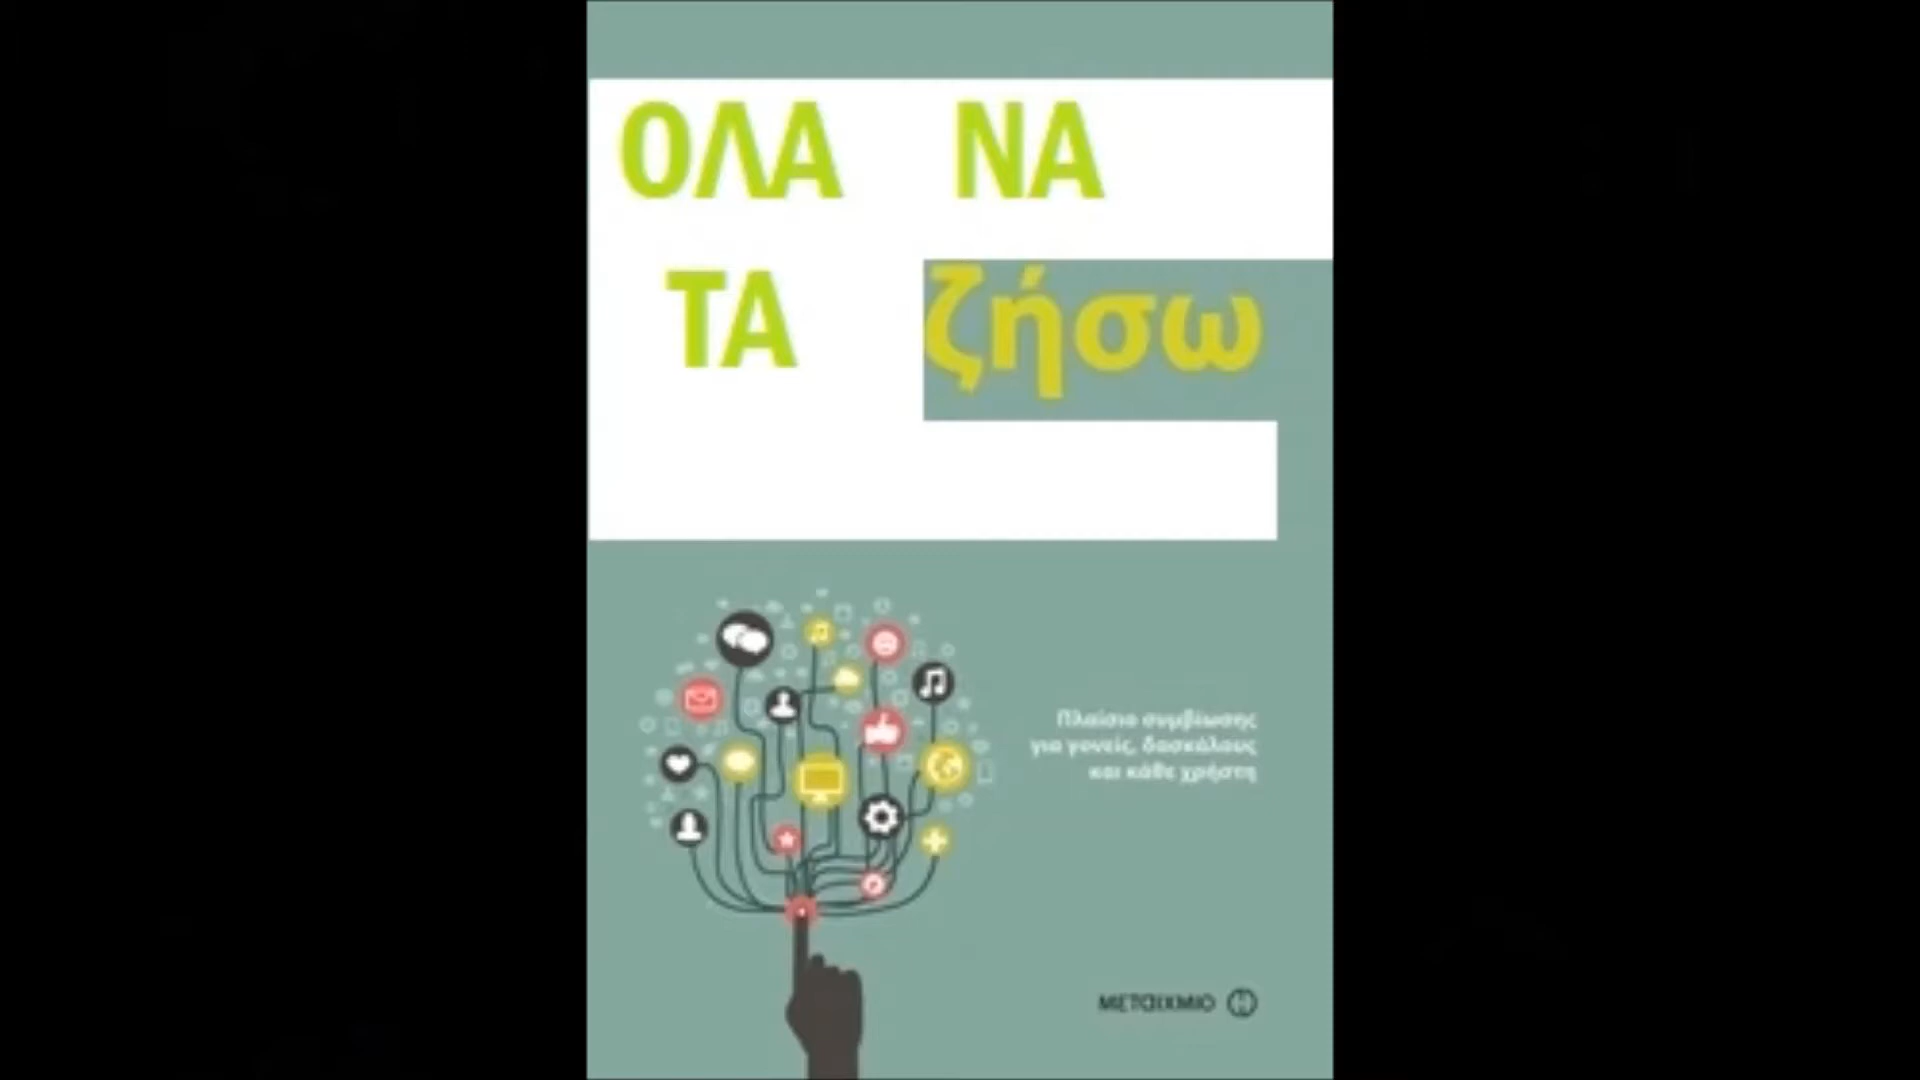 ΟΛΑ ΝΑ
ΤΑ ζήσω
Πλαίσιο συμβίωσης
για γονείς, δασκάλους
και κάθε χρήστη
ΜΕΤΑΙΧΜΙΟ